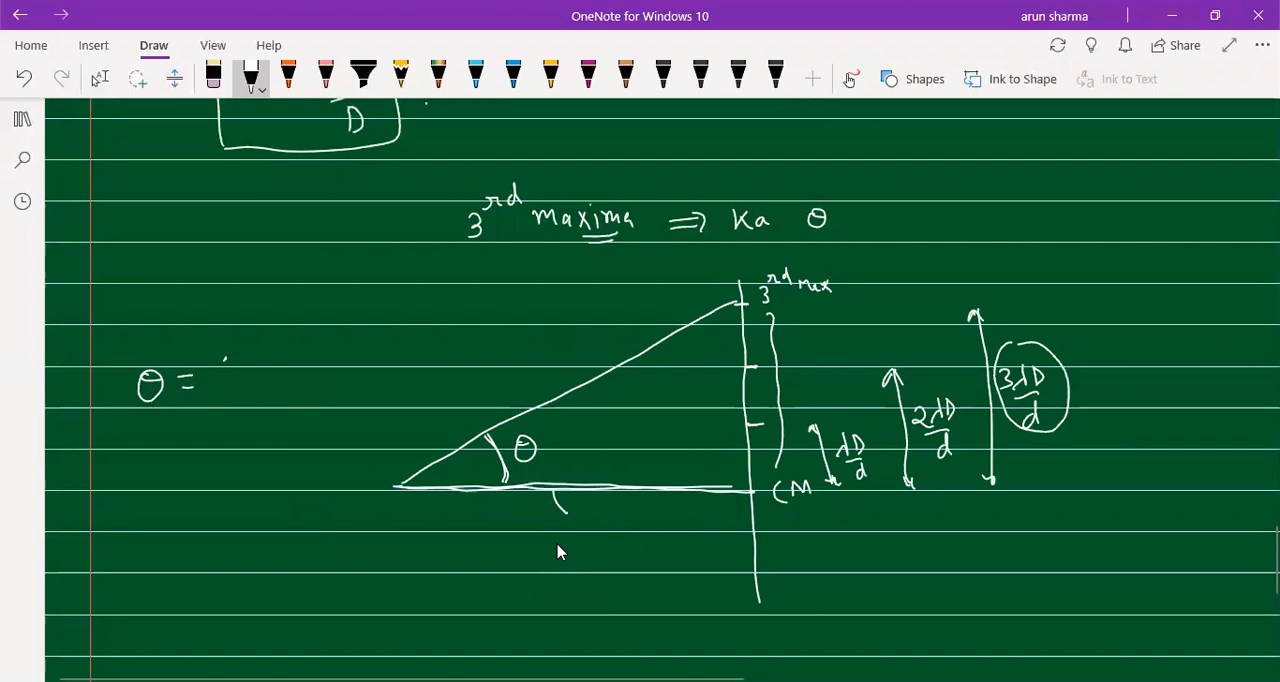 OneNote for Windows 10
arun sharma
Home Insert Draw View Help
Share
Shapes
Ink to Shape
Ink to Text
D
3rd maxima ⇒ Ka θ
3rd Max
θ =
θ
CM
λD/d
2λD/d
3λD/d